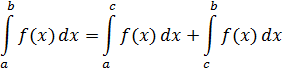 ∫_a^b f(x) dx = ∫_a^c f(x) dx + ∫_c^b f(x) dx